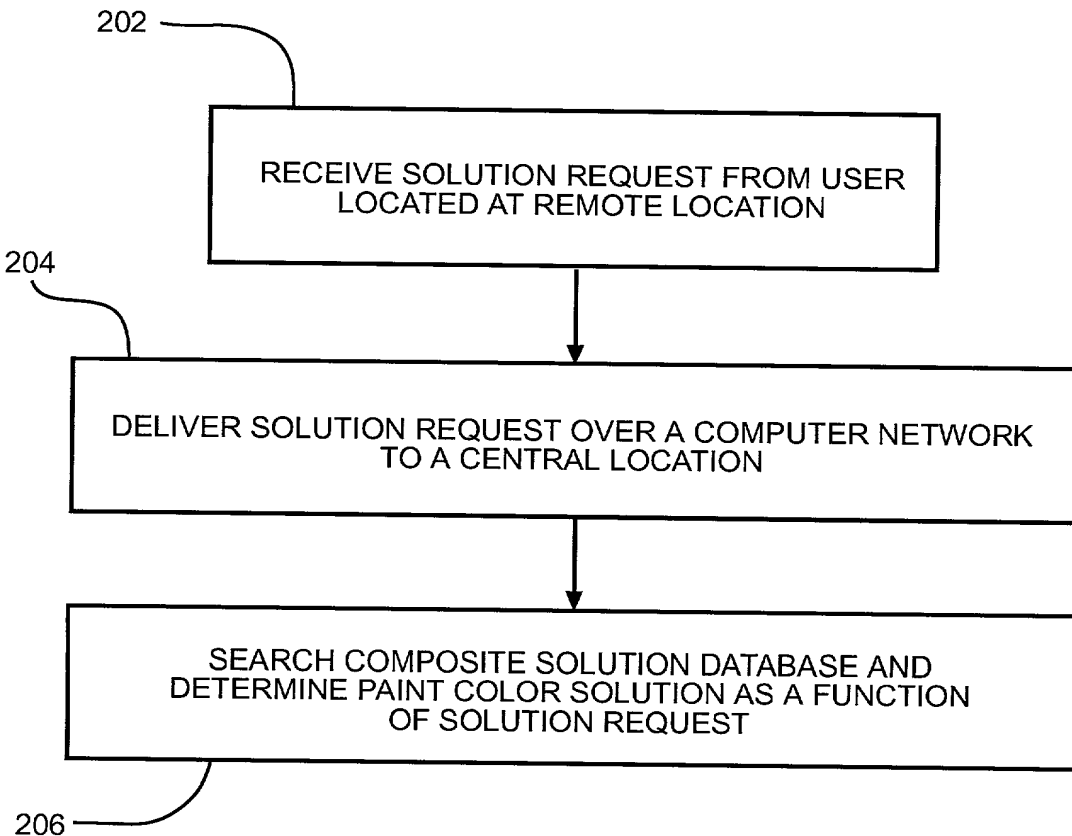 202
RECEIVE SOLUTION REQUEST FROM USER
LOCATED AT REMOTE LOCATION
204
DELIVER SOLUTION REQUEST OVER A COMPUTER NETWORK
TO A CENTRAL LOCATION
SEARCH COMPOSITE SOLUTION DATABASE AND
DETERMINE PAINT COLOR SOLUTION AS A FUNCTION
OF SOLUTION REQUEST
206